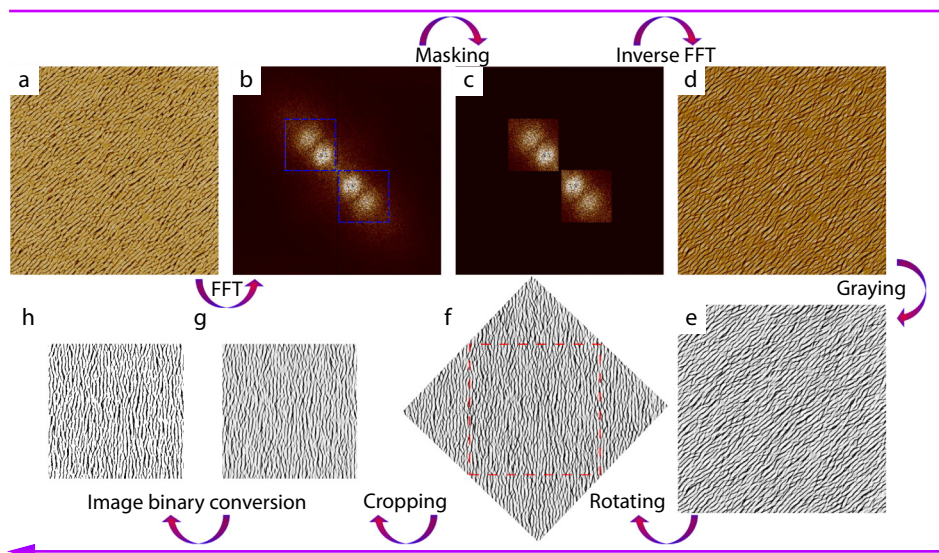 Masking
Inverse FFT
a
b
c
d
FFT
Graying
h
g
f
e
Image binary conversion
Cropping
Rotating